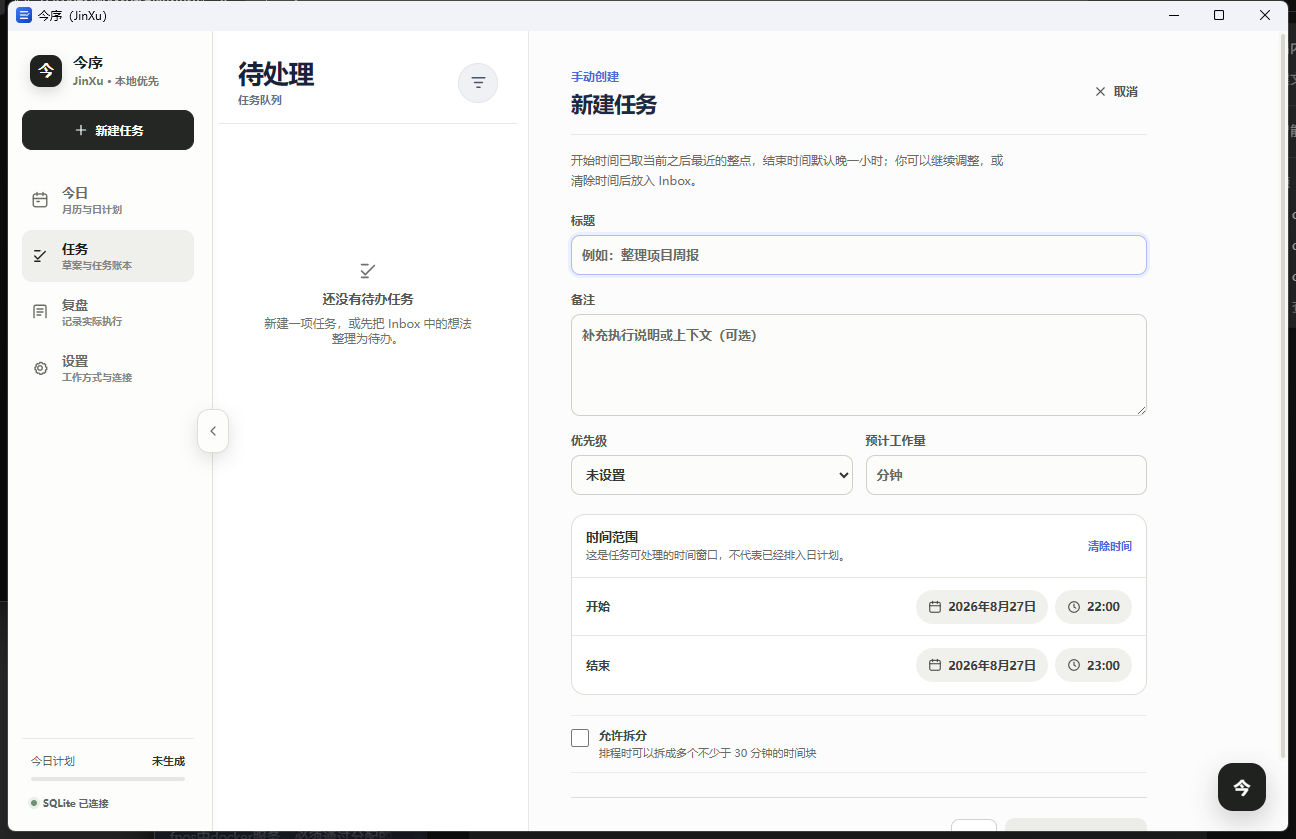 今序 (JinXu)
今
今序
JinXu • 本地优先
新建任务
今日
月历与日计划
任务
草案与任务账本
复盘
记录实际执行
设置
工作方式与连接
今日计划
未生成
SQLite 已连接
待处理
任务队列
还没有待办任务
新建一项任务，或先把 Inbox 中的想法
整理为待办。
手动创建
新建任务
取消
开始时间已取当前之后最近的整点，结束时间默认晚一小时；你可以继续调整，或
清除时间后放入 Inbox。
标题
例如：整理项目周报
备注
补充执行说明或上下文（可选）
优先级
预计工作量
未设置
分钟
时间范围
这是任务可处理的时间窗口，不代表已经排入日计划。
清除时间
开始
2026年8月27日
22:00
结束
2026年8月27日
23:00
允许拆分
排程时可以拆成多个不少于 30 分钟的时间块
今